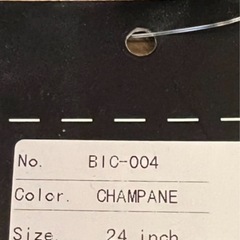 No. BIC-004
Color. CHAMPANE
Size. 24 inch